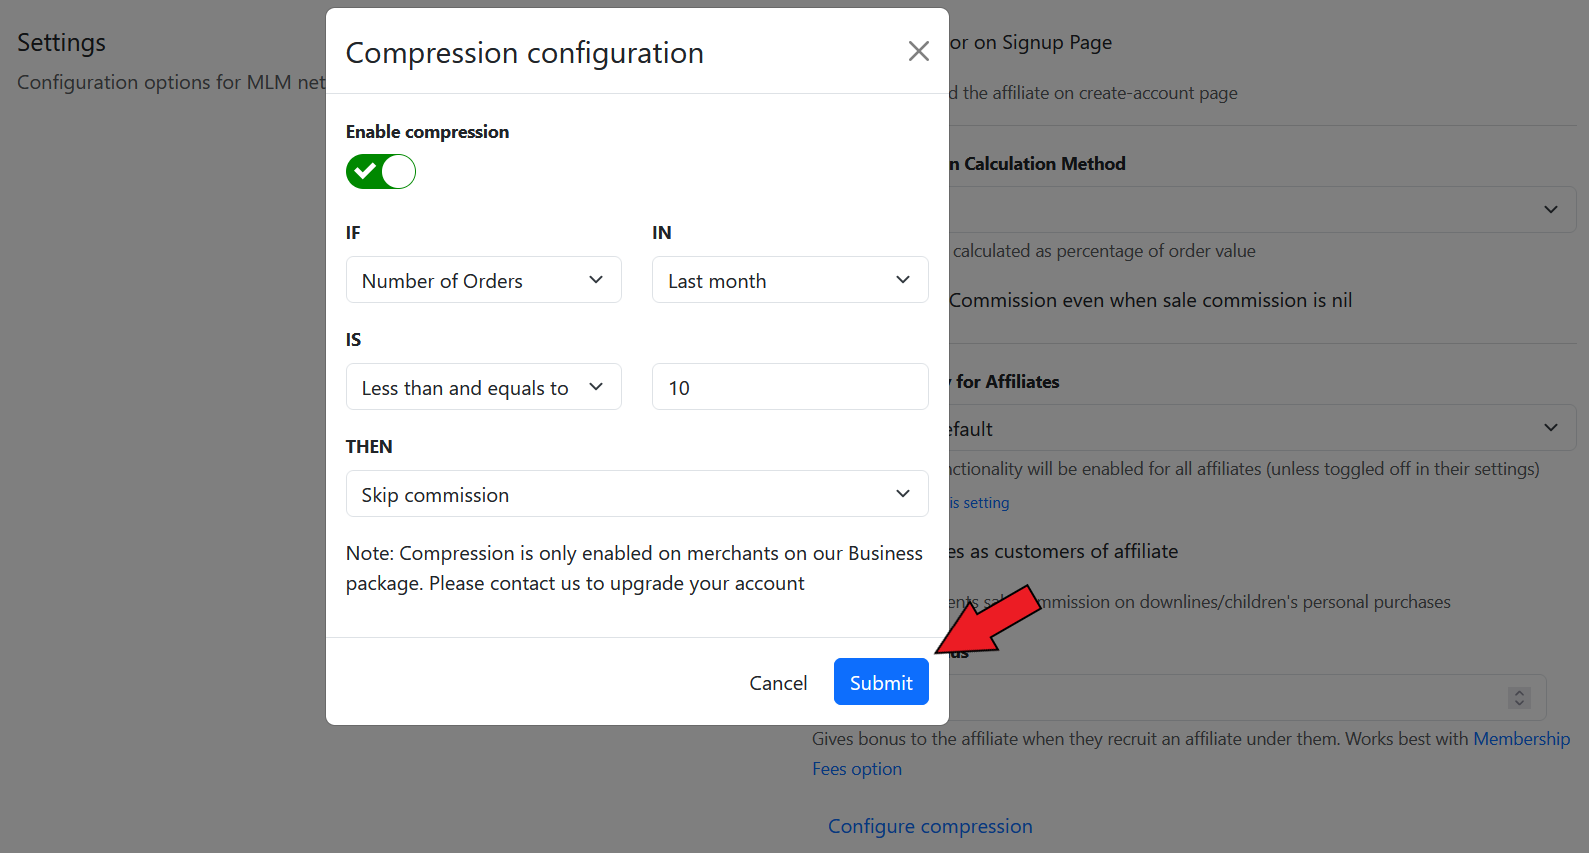 Settings
Configuration options for MLM net
Compression configuration
Enable compression
IF
IN
Number of Orders
Last month
IS
Less than and equals to
10
THEN
Skip commission
Note: Compression is only enabled on merchants on our Business
package. Please contact us to upgrade your account
Cancel
Submit
or on Signup Page
the affiliate on create-account page
Calculation Method
calculated as percentage of order value
Commission even when sale commission is nil
for Affiliates
efault
nctionality will be enabled for all affiliates (unless toggled off in their settings)
is setting
es as customers of affiliate
mmission on downlines/children's personal purchases
Gives bonus to the affiliate when they recruit an affiliate under them. Works best with Membership
Fees option
Configure compression